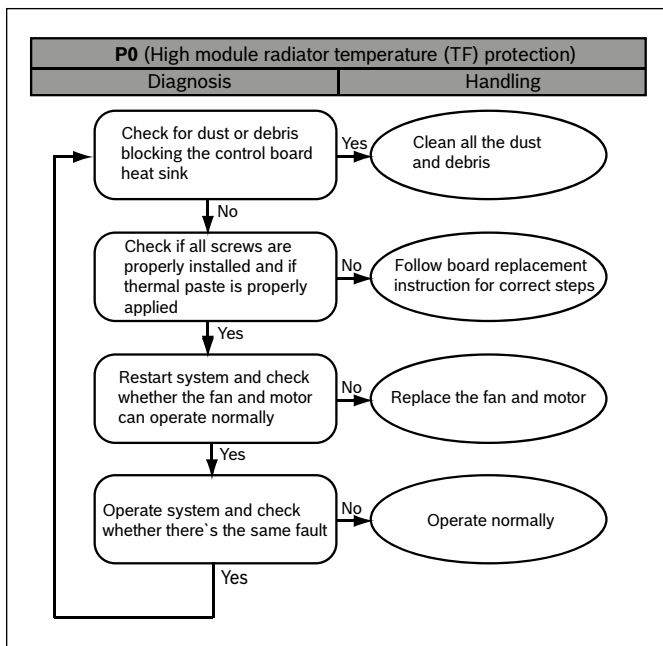 P0 (High module radiator temperature (TF) protection)
Diagnosis
Handling
Check for dust or debris
blocking the control board
heat sink
Yes
Clean all the dust
and debris
No
Check if all screws are
properly installed and if
thermal paste is properly
applied
No
Follow board replacement
instruction for correct steps
Yes
Restart system and check
whether the fan and motor
can operate normally
No
Replace the fan and motor
Yes
Operate system and check
whether there`s the same fault
No
Operate normally
Yes